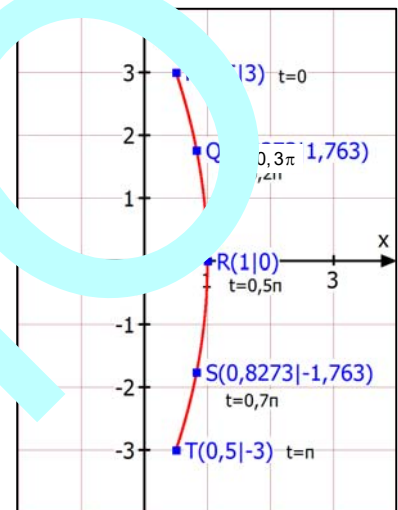 3
|3) t=0
2
Q
1,763)
0,3π
1
x
R(1|0)
3
t=0,5π
-1
-2
S(0,8273|-1,763)
t=0,7π
-3
T(0,5|-3) t=π